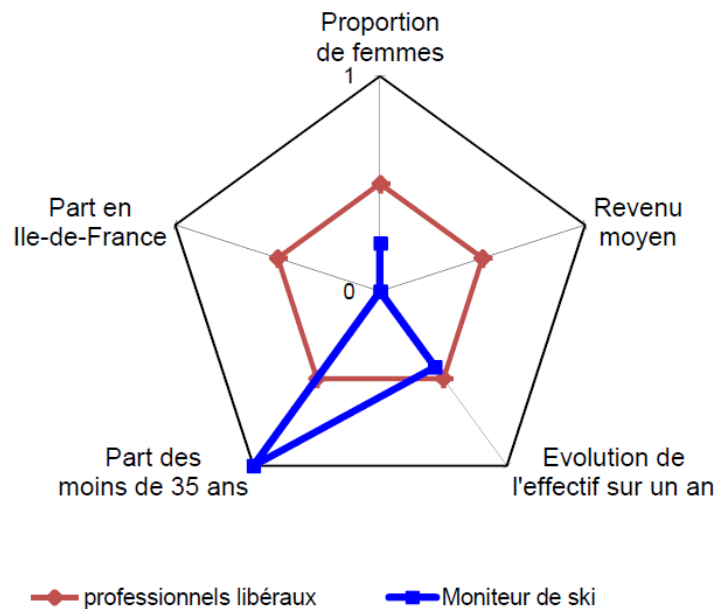 Proportion
de femmes
1
Part en
Ile-de-France
Revenu
moyen
0
Part des
moins de 35 ans
Evolution de
l'effectif sur un an
professionnels libéraux
Moniteur de ski